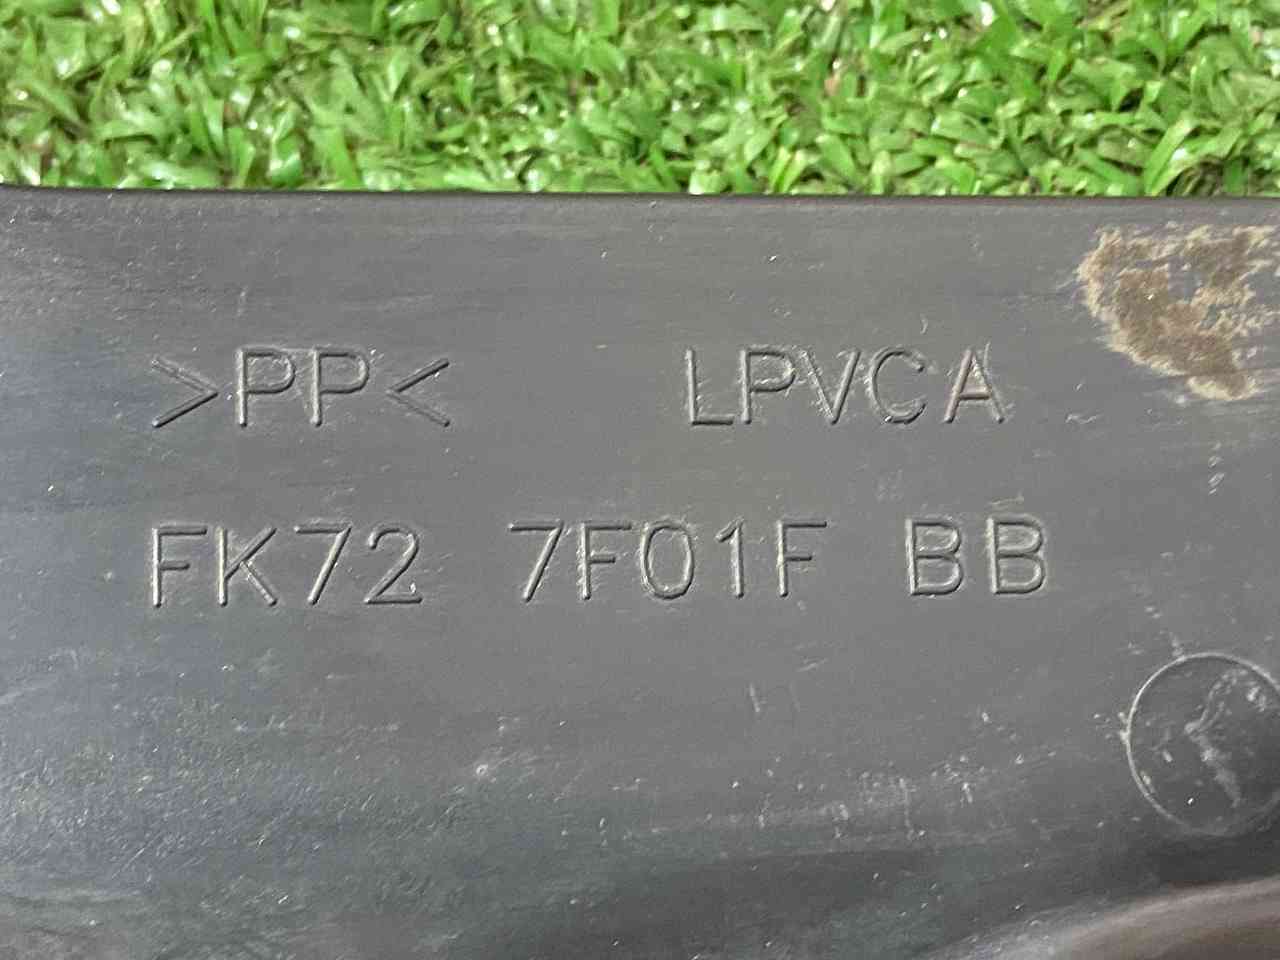 >PP< LPVCA
FK72 7F01F BB